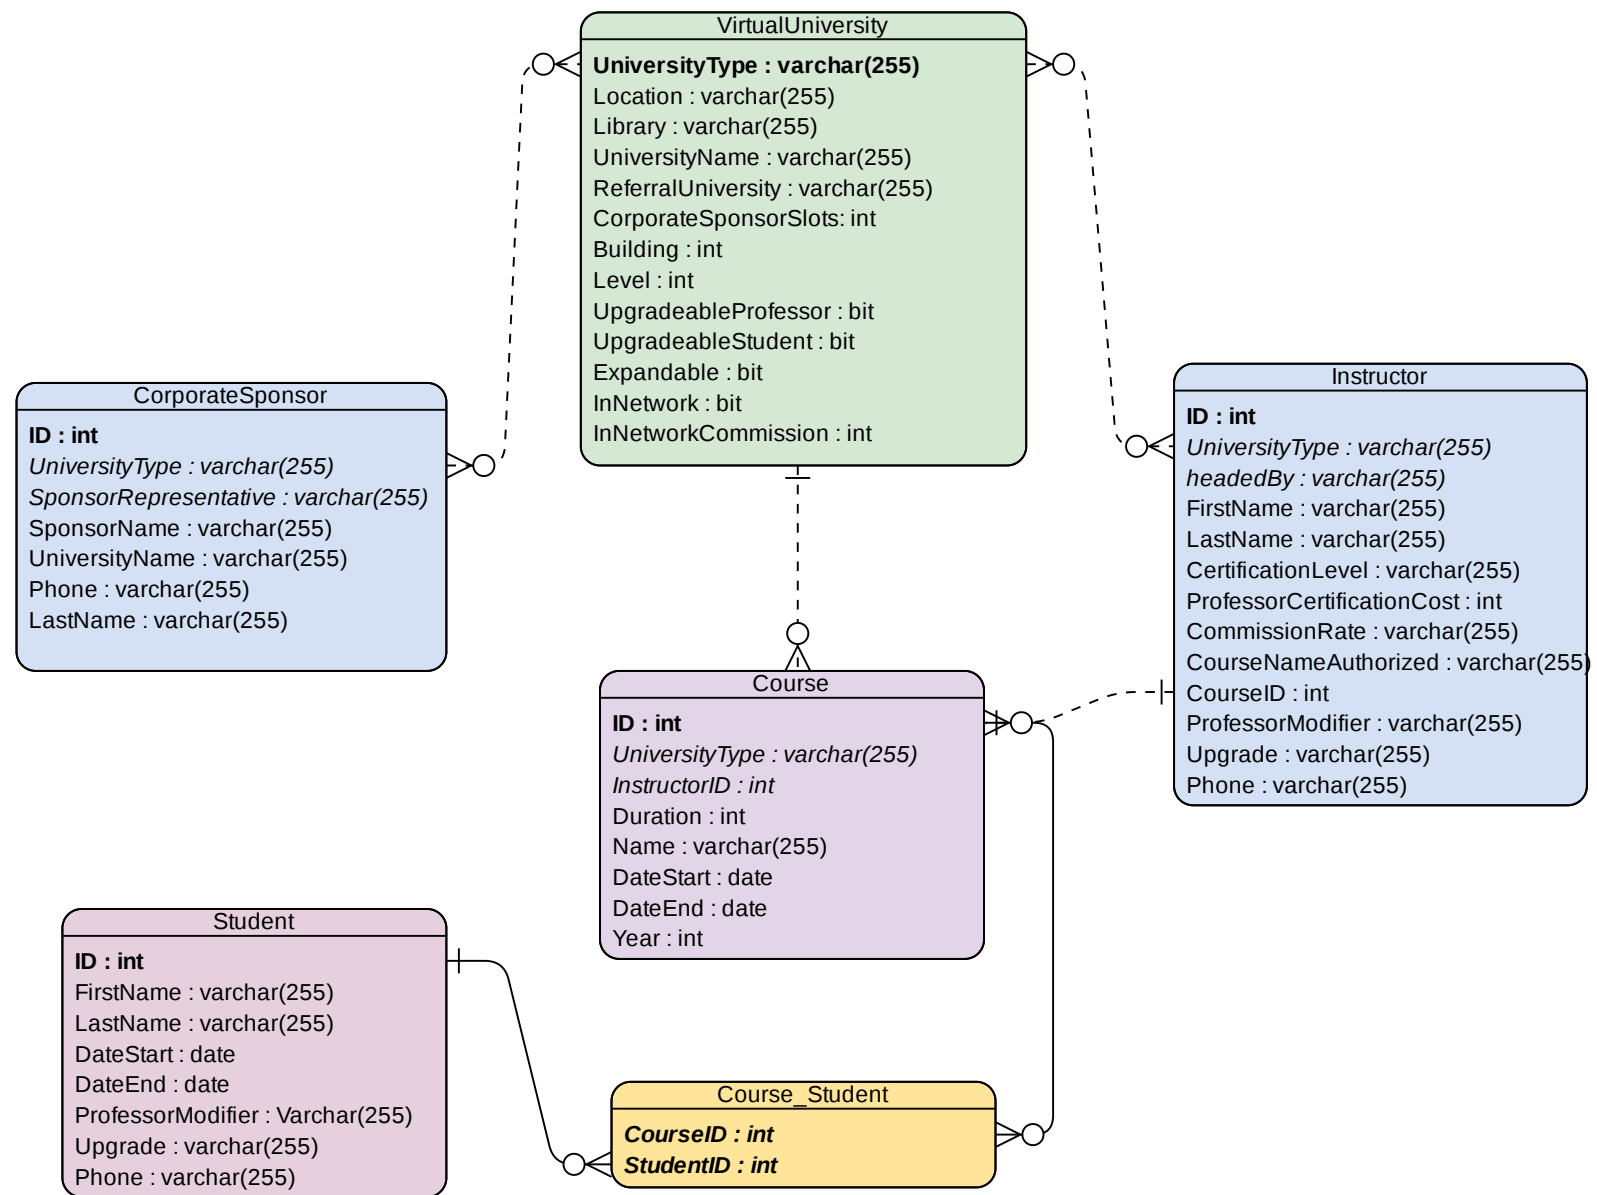 VirtualUniversity
UniversityType : varchar(255)
Location : varchar(255)
Library : varchar(255)
UniversityName : varchar(255)
ReferralUniversity : varchar(255)
CorporateSponsorSlots: int
Building : int
Level : int
UpgradeableProfessor : bit
UpgradeableStudent : bit
Expandable : bit
InNetwork : bit
InNetworkCommission : int
CorporateSponsor
ID : int
UniversityType : varchar(255)
SponsorRepresentative : varchar(255)
SponsorName : varchar(255)
UniversityName : varchar(255)
Phone : varchar(255)
LastName : varchar(255)
Instructor
ID : int
UniversityType : varchar(255)
headedBy : varchar(255)
FirstName : varchar(255)
LastName : varchar(255)
CertificationLevel : varchar(255)
ProfessorCertificationCost : int
CommissionRate : varchar(255)
CourseNameAuthorized : varchar(255)
CourseID : int
ProfessorModifier : varchar(255)
Upgrade : varchar(255)
Phone : varchar(255)
Course
ID : int
UniversityType : varchar(255)
InstructorID : int
Duration : int
Name : varchar(255)
DateStart : date
DateEnd : date
Year : int
Student
ID : int
FirstName : varchar(255)
LastName : varchar(255)
DateStart : date
DateEnd : date
ProfessorModifier : Varchar(255)
Upgrade : varchar(255)
Phone : varchar(255)
Course_Student
CourseID : int
StudentID : int